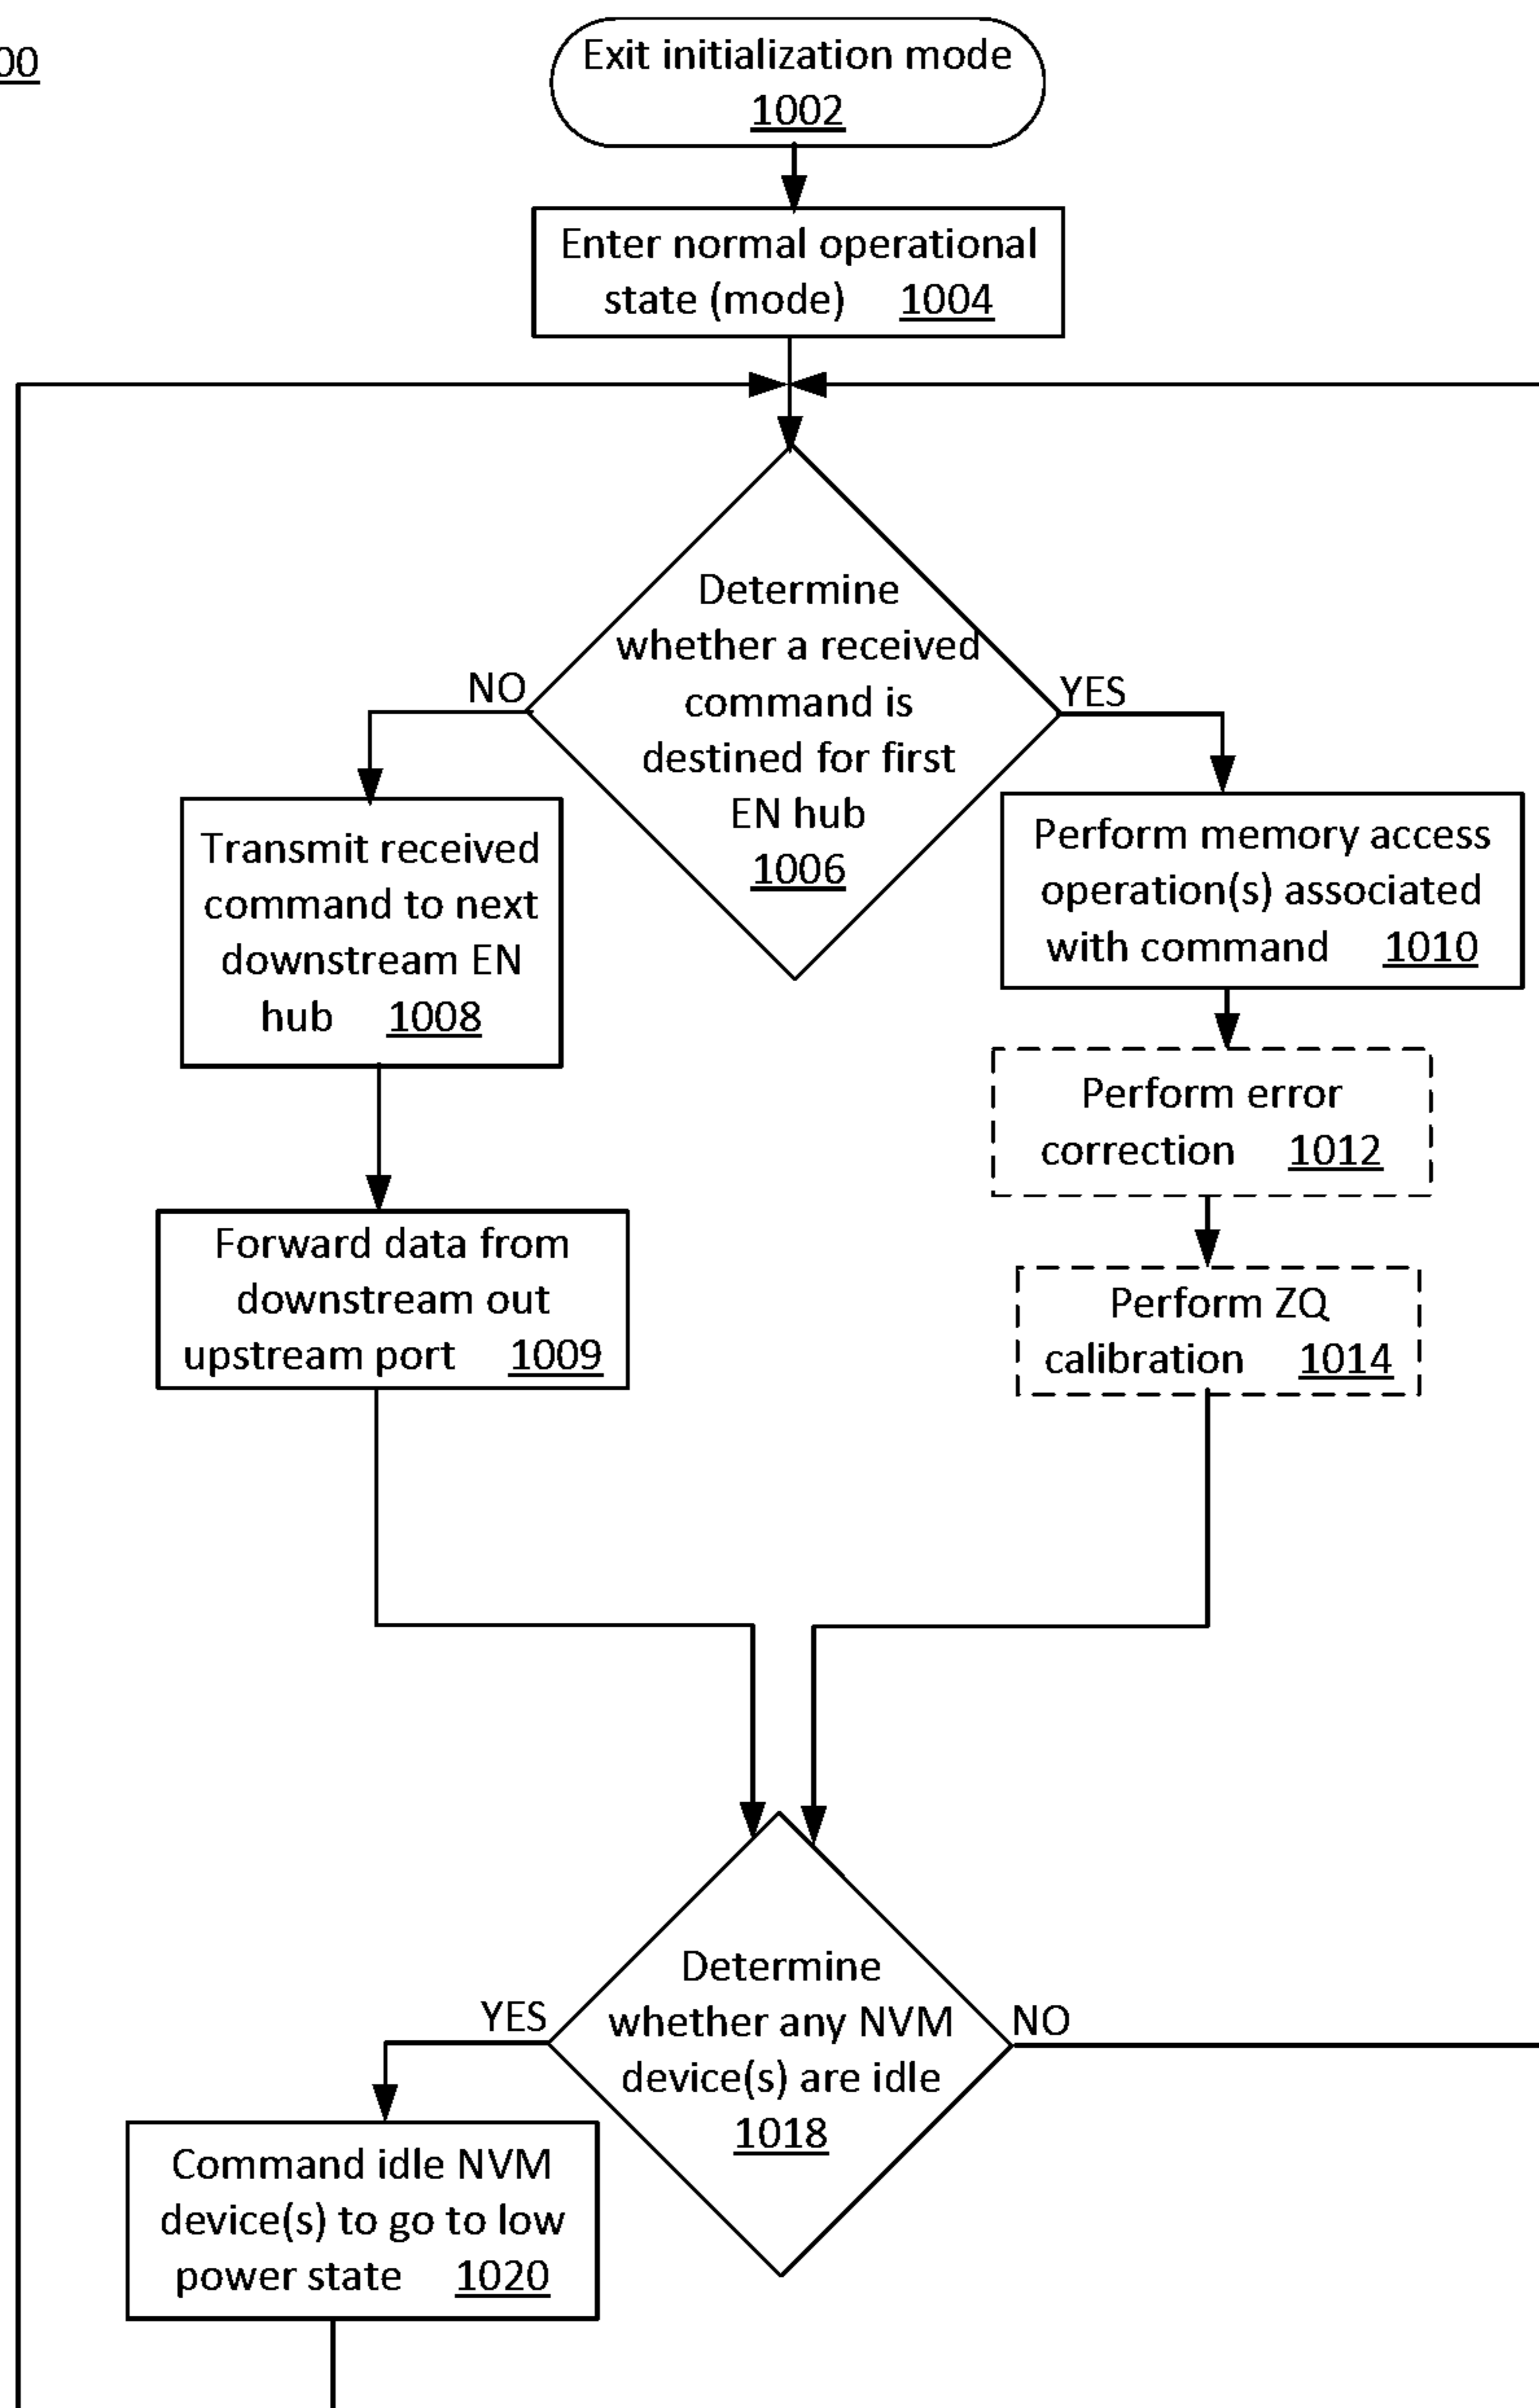 00
Exit initialization mode
1002
Enter normal operational
state (mode) 1004
Determine
whether a received
command is
destined for first
EN hub
1006
NO
YES
Transmit received
command to next
downstream EN
hub 1008
Perform memory access
operation(s) associated
with command 1010
Perform error
correction 1012
Forward data from
downstream out
upstream port 1009
Perform ZQ
calibration 1014
Determine
whether any NVM
device(s) are idle
1018
YES
NO
Command idle NVM
device(s) to go to low
power state 1020